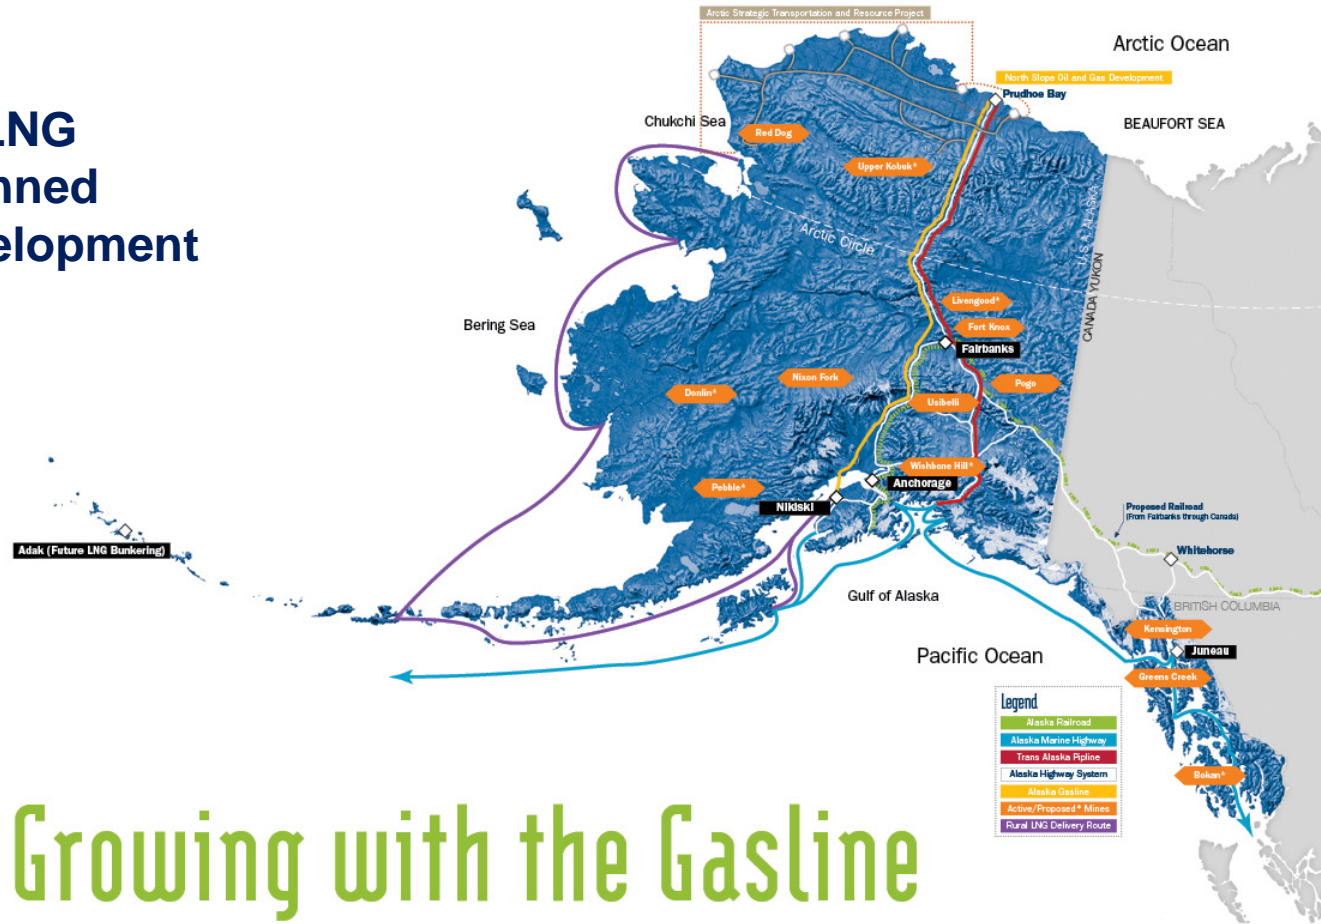 Arctic Strategic Transportation and Resource Project
Arctic Ocean
North Slope Oil and Gas Development
Prudhoe Bay
LNG
nned
elopment
Chukchi Sea
Red Dog
BEAUFORT SEA
Upper Kobuk*
U.S.A. ALASKA
CANADA YUKON
Arctic Circle
Livengood*
Bering Sea
Fort Knox
Fairbanks
Nixon Fork
Pogo
Donlin*
Usibelli
Wishbone Hill*
Anchorage
Pebble*
Nikiski
Proposed Railroad
(From Fairbanks through Canada)
Adak (Future LNG Bunkering)
Whitehorse
Gulf of Alaska
BRITISH COLUMBIA
Kensington
Pacific Ocean
Juneau
Greens Creek
Legend
Alaska Railroad
Alaska Marine Highway
Trans Alaska Pipline
Alaska Highway System
Bokan*
Alaska Gasline
Active/Proposed* Mines
Rural LNG Delivery Route
Growing with the Gasline